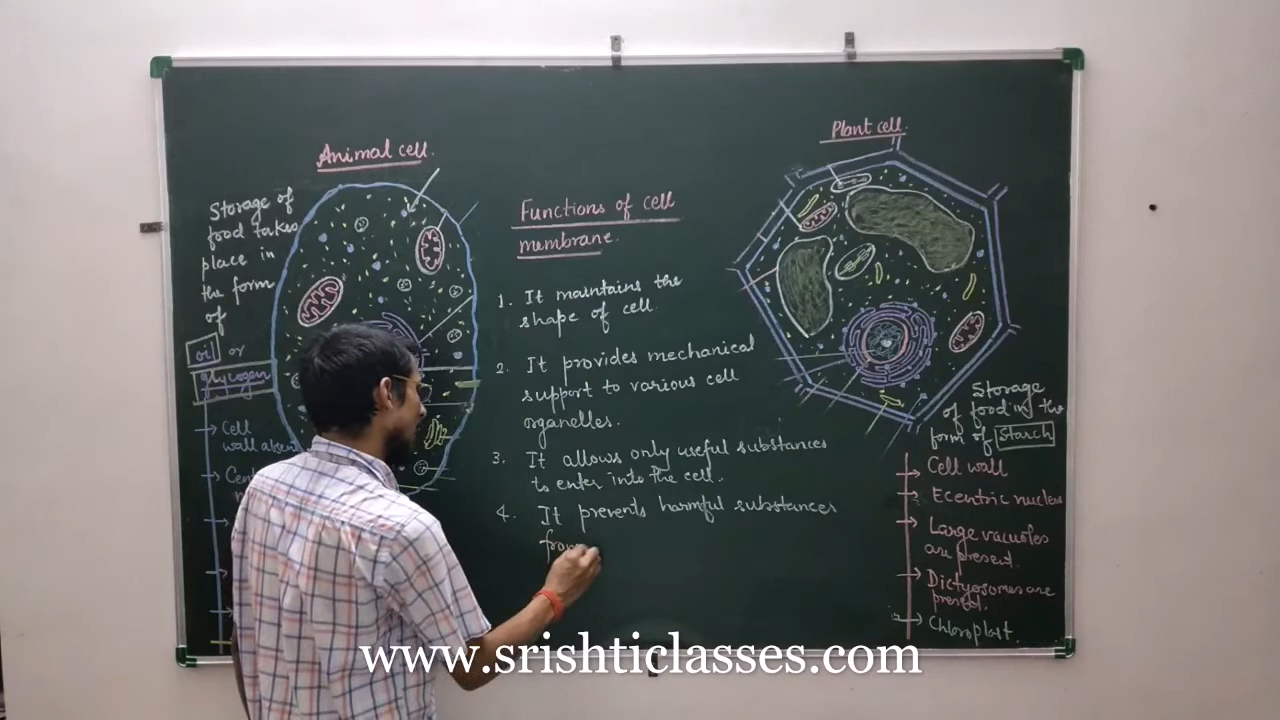 Animal cell.
Storage of
food takes
place in
the form
of
oil or
glycogen
Cell
wall absent
Functions of cell
membrane.
1. It maintains the
shape of cell.
2. It provides mechanical
support to various cell
organelles.
3. It allows only useful substances
to enter into the cell.
4. It prevents harmful substances
from
Plant cell.
Storage
of food in the
form of starch
Cell wall
Ecentric nucleus
Large vacuoles
are present.
Dictyosomes are
present.
Chloroplast
www.srishticlasses.com